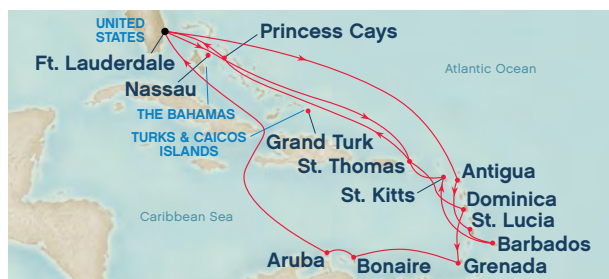 UNITED
STATES
Princess Cays
Ft. Lauderdale
Atlantic Ocean
Nassau
THE BAHAMAS
TURKS & CAICOS
ISLANDS
Grand Turk
St. Thomas
Antigua
St. Kitts
Dominica
St. Lucia
Caribbean Sea
Barbados
Aruba
Bonaire
Grenada